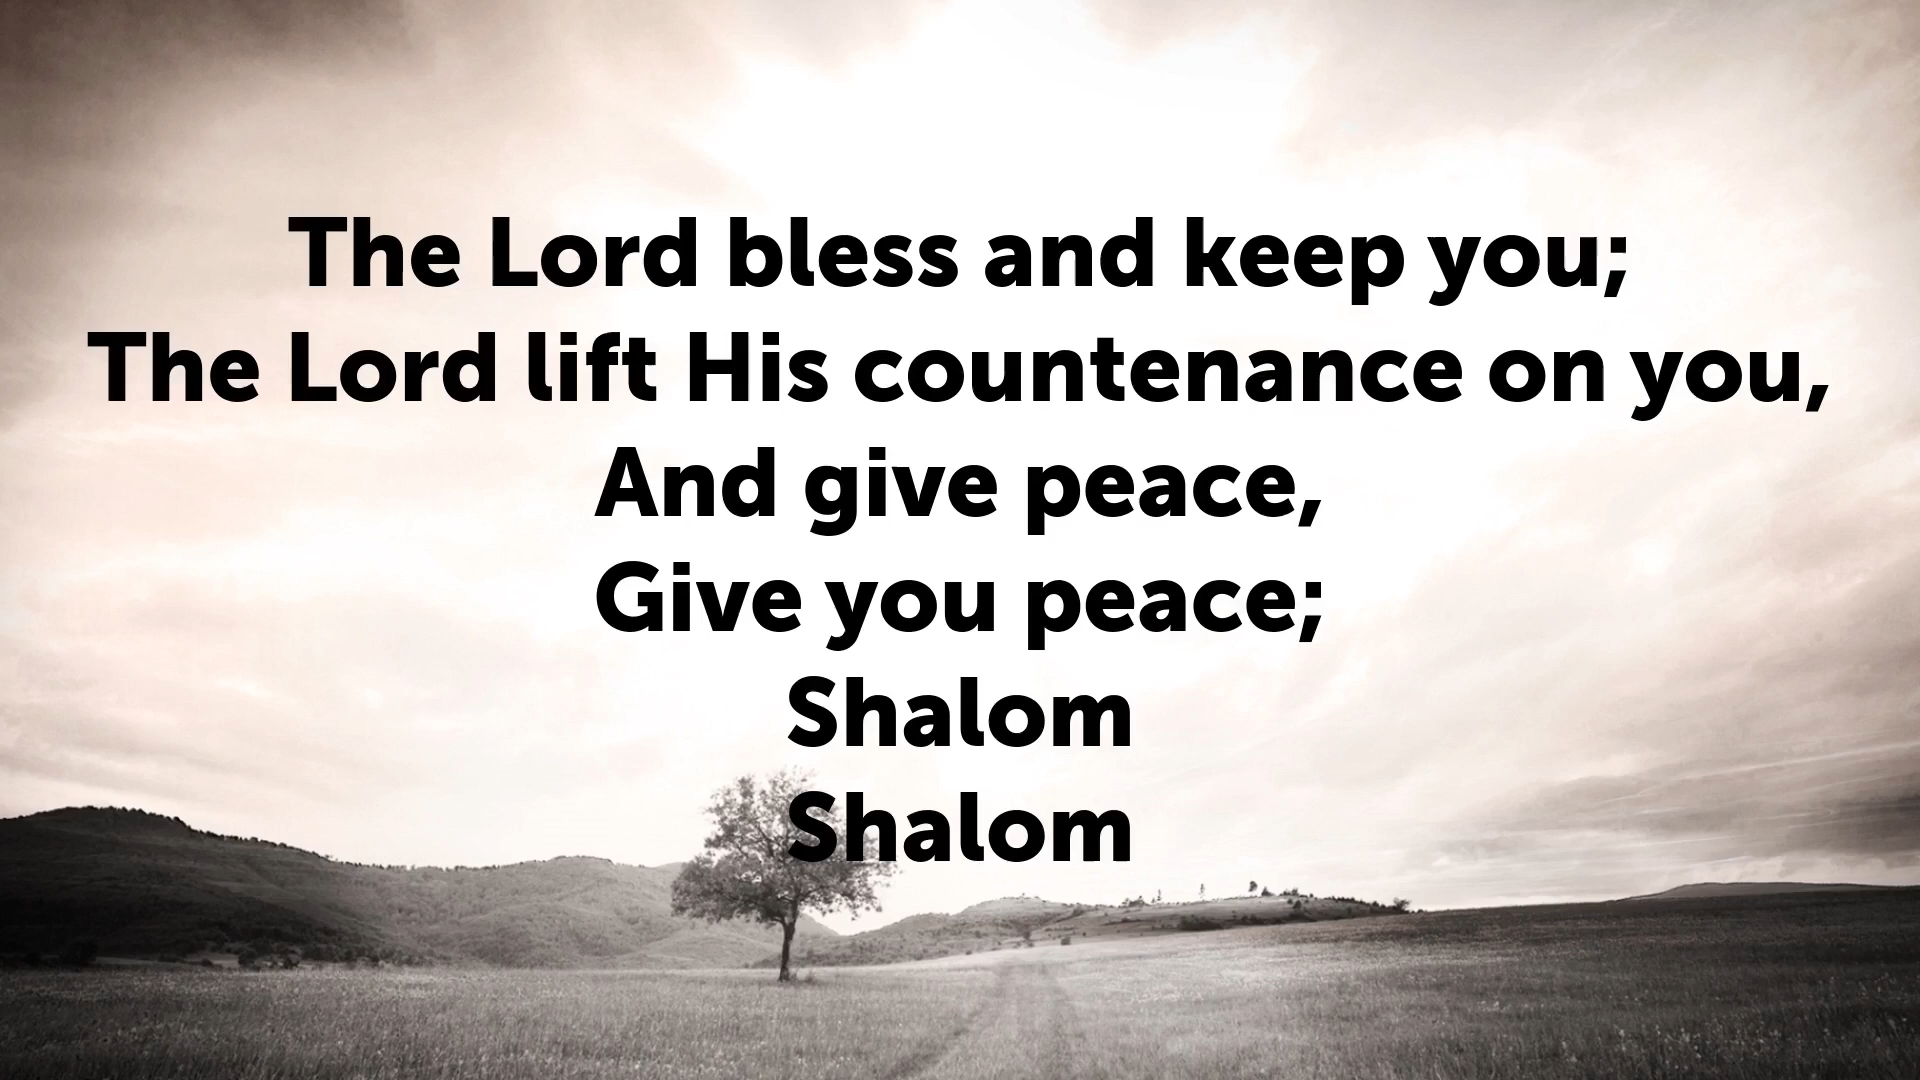 The Lord bless and keep you;
The Lord lift His countenance on you,
And give peace,
Give you peace;
Shalom
Shalom